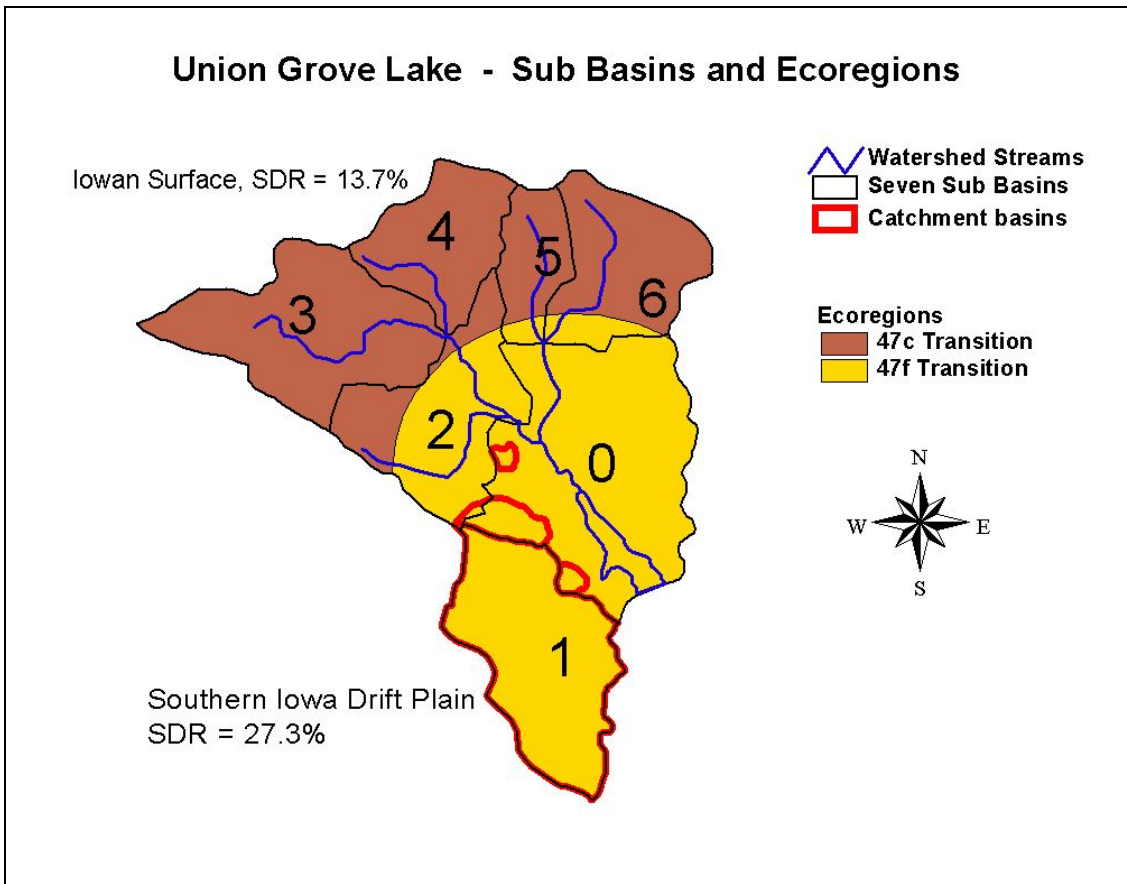 Union Grove Lake - Sub Basins and Ecoregions
Iowan Surface, SDR = 13.7%
Watershed Streams
Seven Sub Basins
Catchment basins
4
5
6
3
Ecoregions
47c Transition
47f Transition
2
0
N
W E
S
1
Southern Iowa Drift Plain
SDR = 27.3%